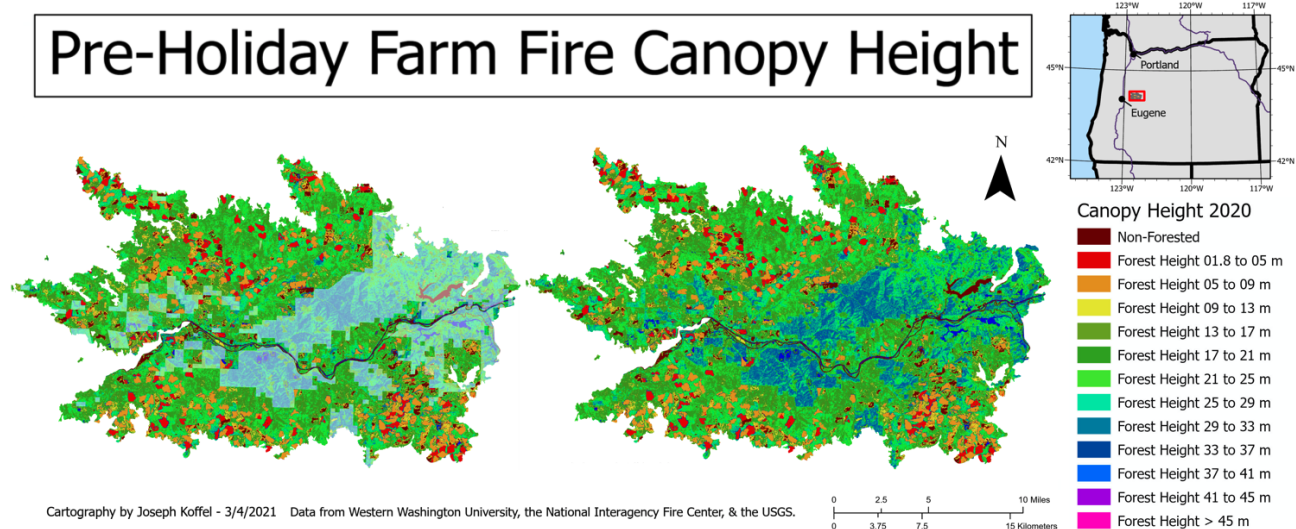 Pre-Holiday Farm Fire Canopy Height
123°W 120°W 117°W
45°N 45°N
Portland
Eugene
42°N 42°N
123°W 120°W 117°W
N
Canopy Height 2020
Non-Forested
Forest Height 01.8 to 05 m
Forest Height 05 to 09 m
Forest Height 09 to 13 m
Forest Height 13 to 17 m
Forest Height 17 to 21 m
Forest Height 21 to 25 m
Forest Height 25 to 29 m
Forest Height 29 to 33 m
Forest Height 33 to 37 m
Forest Height 37 to 41 m
Forest Height 41 to 45 m
Forest Height > 45 m
Cartography by Joseph Koffel - 3/4/2021 Data from Western Washington University, the National Interagency Fire Center, & the USGS.
0 2.5 5 10 Miles
0 3.75 7.5 15 Kilometers